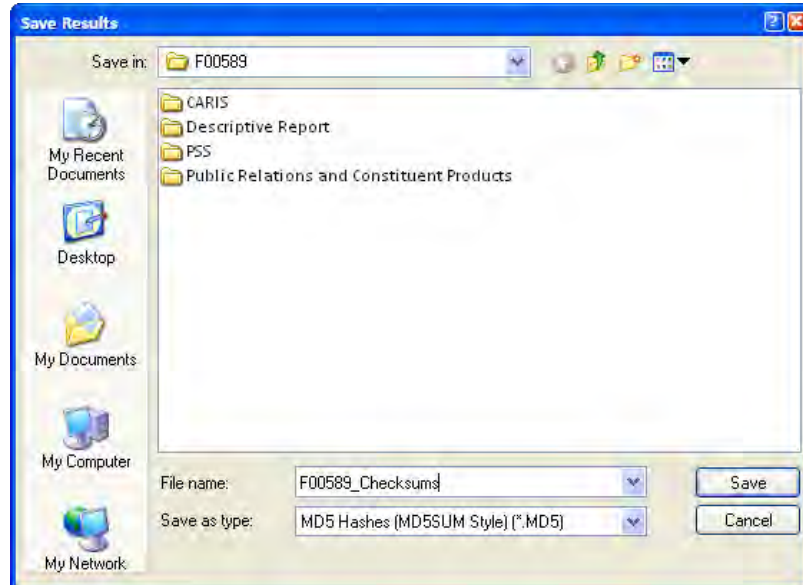 Save Results
Save in: F00589
CARIS
Descriptive Report
PSS
Public Relations and Constituent Products
My Recent
Documents
Desktop
My Documents
My Computer
My Network
File name: F00589_Checksums Save
Save as type: MD5 Hashes (MD5SUM Style) (*.MD5) Cancel